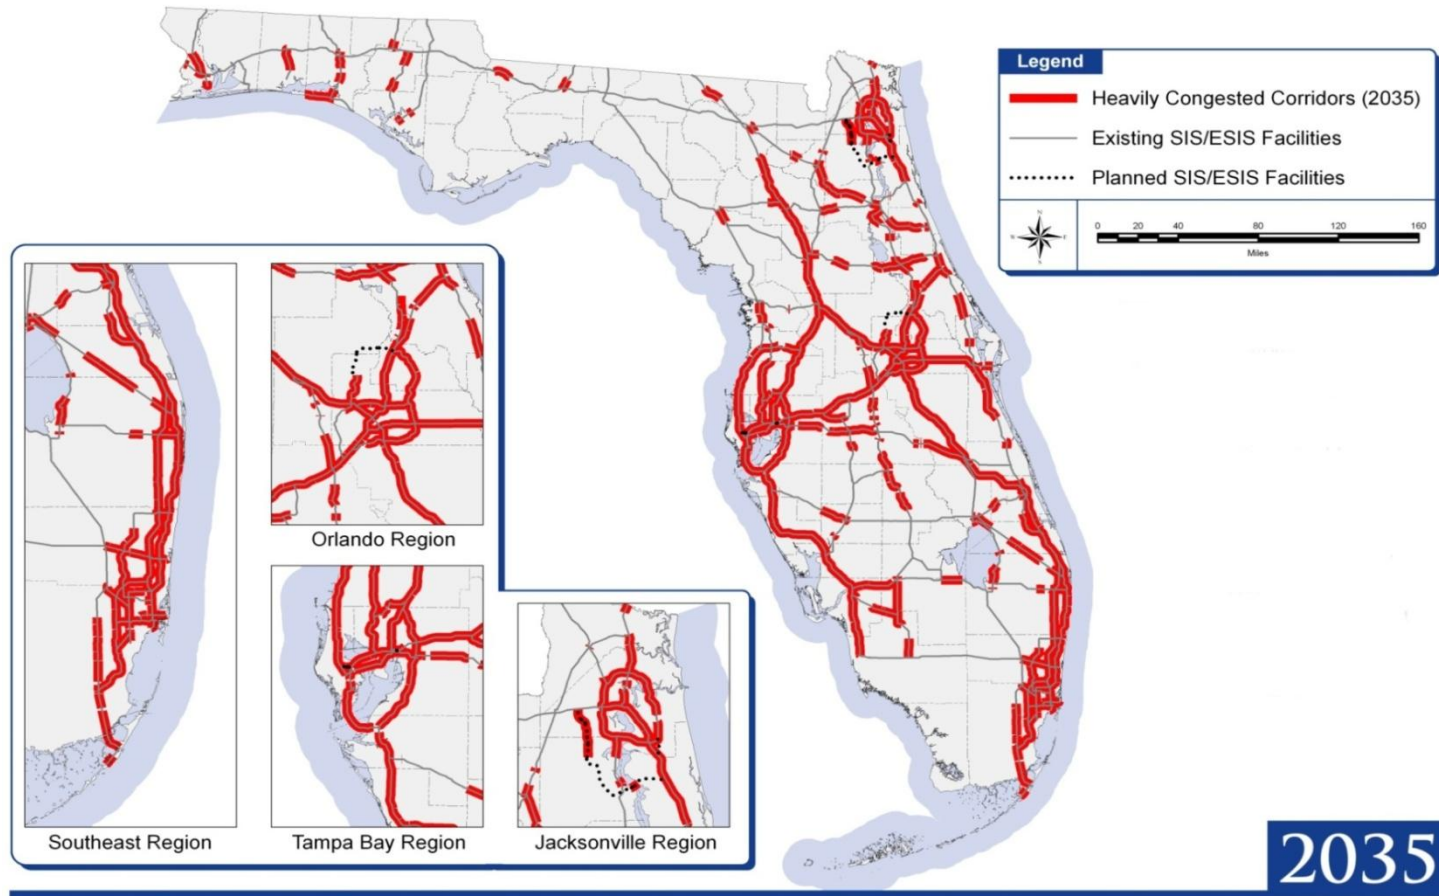 Legend
Heavily Congested Corridors (2035)
Existing SIS/ESIS Facilities
Planned SIS/ESIS Facilities
N
W E
S
0 20 40 80 120 160
Miles
Orlando Region
Southeast Region
Tampa Bay Region
Jacksonville Region
2035